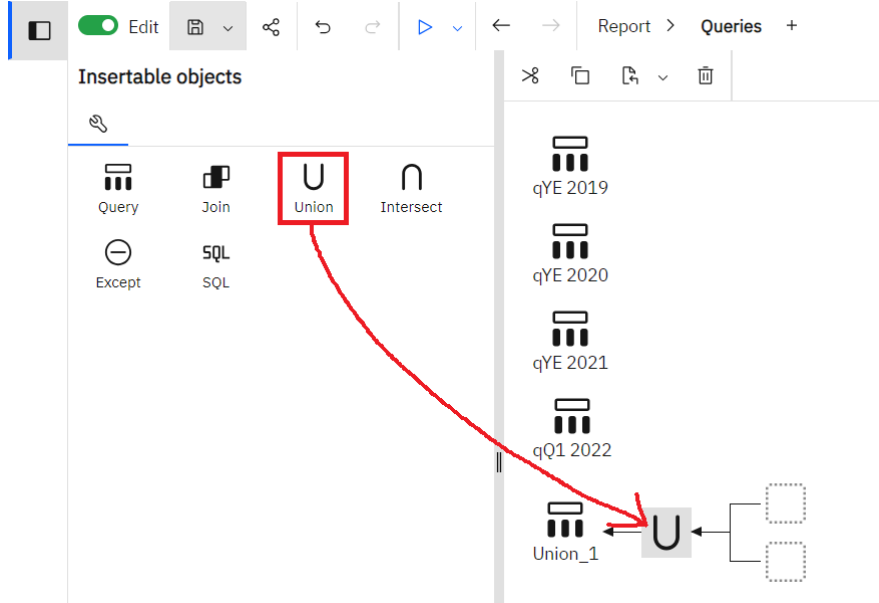 Edit
Report > Queries +
Insertable objects
Query
Join
Union
Intersect
Except
SQL
SQL
qYE 2019
qYE 2020
qYE 2021
qQ1 2022
Union_1